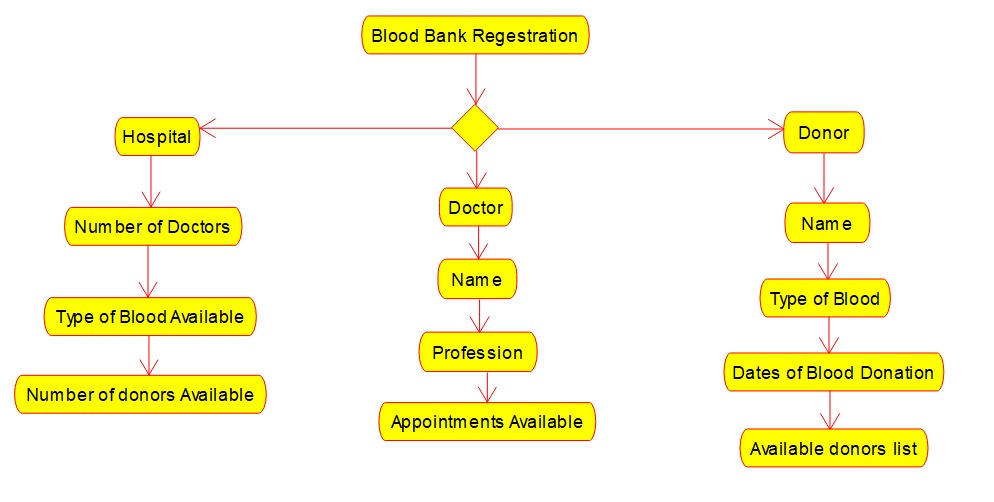 Blood Bank Regestration
Hospital
Number of Doctors
Type of Blood Available
Number of donors Available
Doctor
Name
Profession
Appointments Available
Donor
Name
Type of Blood
Dates of Blood Donation
Available donors list